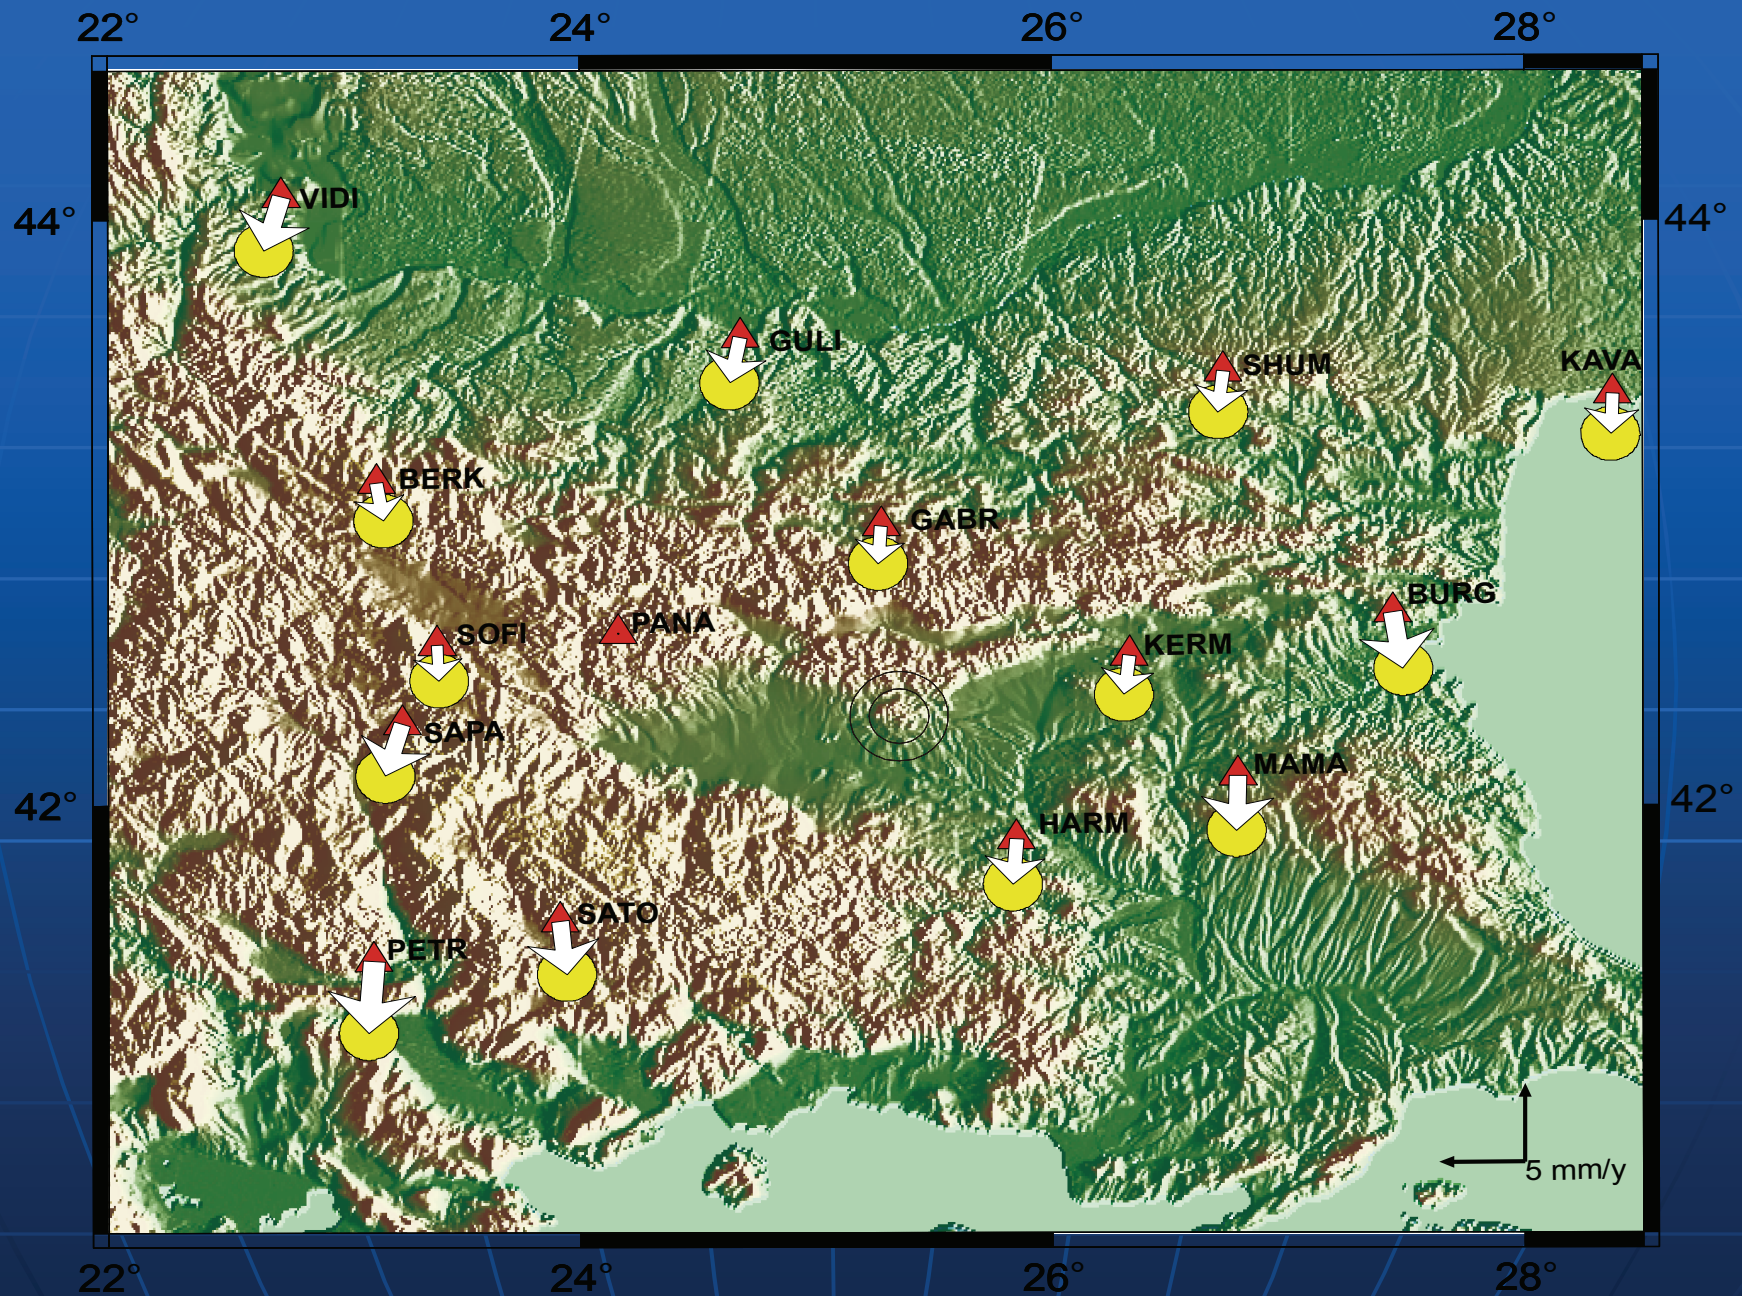 22° 24° 26° 28°
VIDI
44° 44°
GULI
SHUM
KAVA
BERK
GABR
BURG
PANA
SOFI
KERM
SAPA
MAMA
42° 42°
HARM
SATO
PETR
5 mm/y
22° 24° 26° 28°